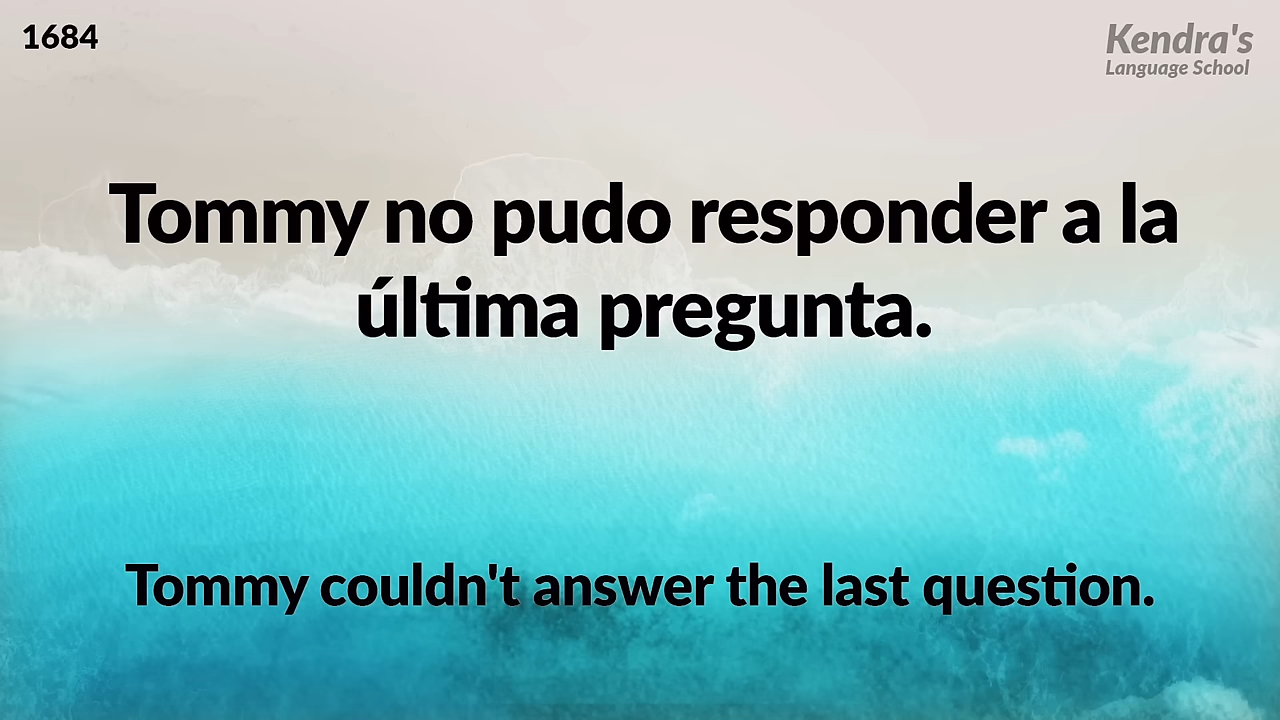 1684
Kendra's
Language School
Tommy no pudo responder a la
última pregunta.
Tommy couldn't answer the last question.